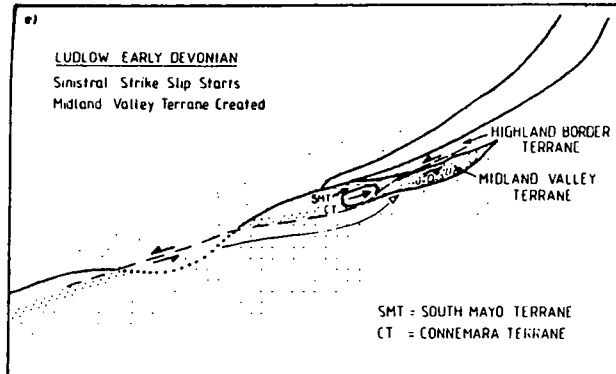 e)
LUDLOW EARLY DEVONIAN
Sinistral Strike Slip Starts
Midland Valley Terrane Created
HIGHLAND BORDER
TERRANE
MIDLAND VALLEY
TERRANE
SMT
CT
SMT = SOUTH MAYO TERRANE
CT = CONNEMARA TERRANE